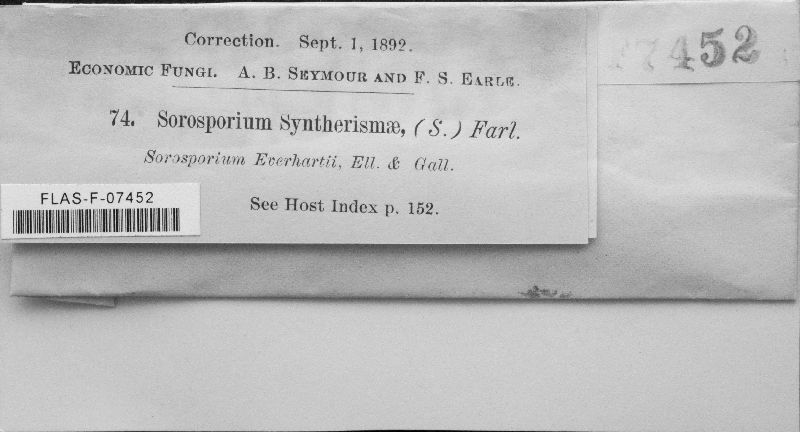 Correction. Sept. 1, 1892.
7452
ECONOMIC FUNGI. A. B. SEYMOUR AND F. S. EARLE.
74. Sorosporium Syntherismæ, (S.) Farl.
Sorosporium Everhartii, Ell. & Gall.
FLAS-F-07452
See Host Index p. 152.